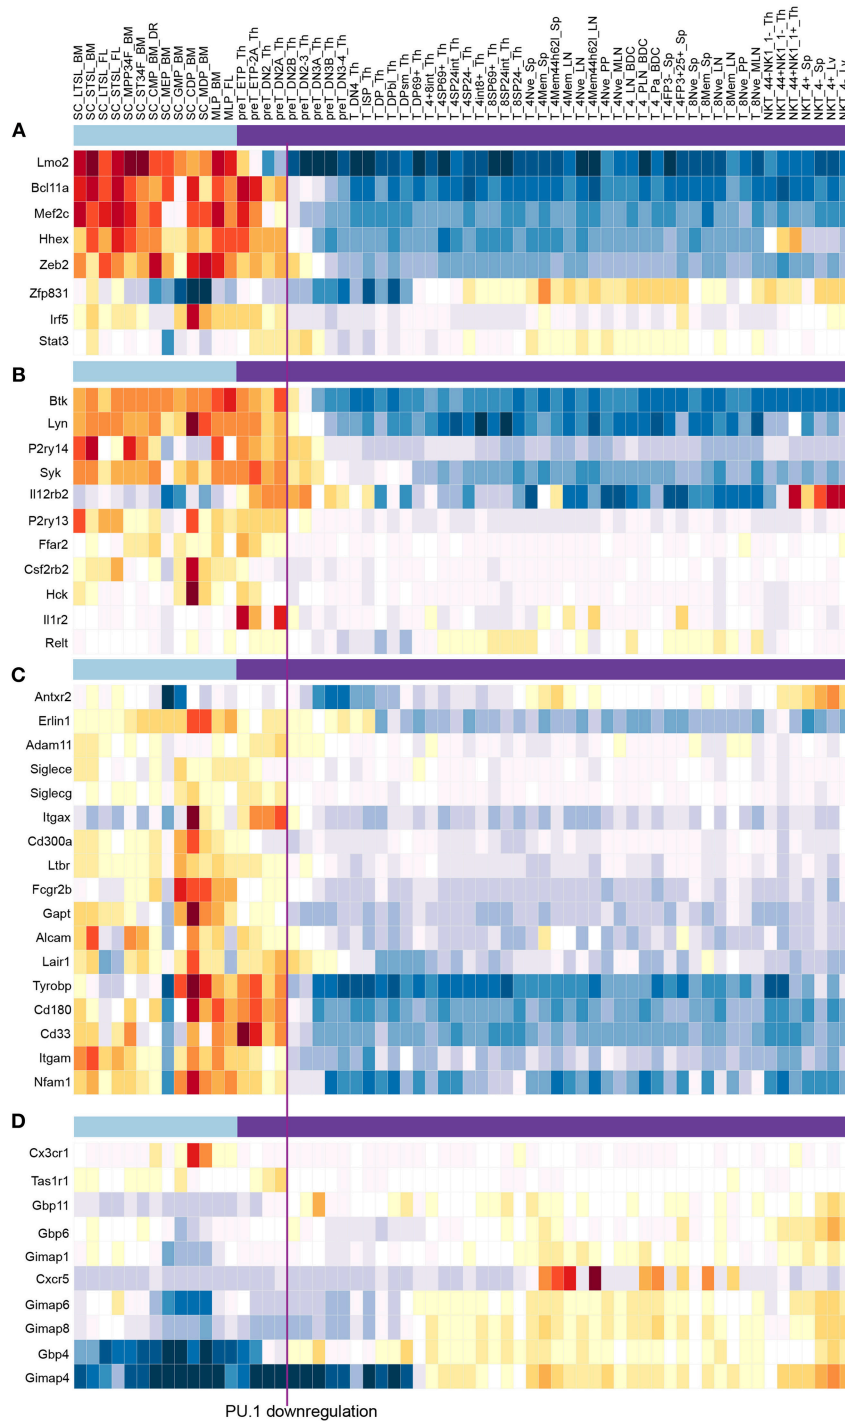 SC_LTSL_BM
SC_STSL_BM
SC_LTSL_FL
SC_STSL_FL
SC_MPP34F_BM
SC_ST34F_BM
SC_CMP_BM_DR
SC_MEP_BM
SC_GMP_BM
SC_CDP_BM
SC_MDP_BM
MLP_BM
MLP_FL
preT_ETP_Th
preT_ETP-2A_Th
preT_DN2_Th
preT_DN2A_Th
preT_DN2B_Th
preT_DN2-3_Th
preT_DN3A_Th
preT_DN3B_Th
preT_DN3-4_Th
T_DN4_Th
T_ISP_Th
T_DP_Th
T_DPbl_Th
T_DPsm_Th
T_DP69+_Th
T_4+8int_Th
T_4SP69+_Th
T_4SP24int_Th
T_4SP24-_Th
T_4int8+_Th
T_8SP69+_Th
T_8SP24int_Th
T_8SP24-_Th
T_4Nve_Sp
T_4Mem_Sp
T_4Mem_LN
T_4Mem44h62l_Sp
T_4Mem44h62l_LN
T_4Nve_PP
T_4Nve_MLN
T_4_LN_BDC
T_4_PLN_BDC
T_4_Pa_BDC
T_4FP3-_Sp
T_4FP3+25+_Sp
T_8Nve_Sp
T_8Mem_Sp
T_8Mem_LN
T_8Nve_PP
T_8Nve_MLN
NKT_44-NK1_1-_Th
NKT_44+NK1_1-_Th
NKT_44+NK1_1+_Th
NKT_4+_Sp
NKT_4-_Sp
NKT_4+_Lv
NKT_4-_Lv
A
Lmo2
Bcl11a
Mef2c
Hhex
Zeb2
Zfp831
Irf5
Stat3
B
Btk
Lyn
P2ry14
Syk
Il12rb2
P2ry13
Ffar2
Csf2rb2
Hck
Il1r2
Relt
C
Antxr2
Erlin1
Adam11
Siglece
Siglecg
Itgax
Cd300a
Ltbr
Fcgr2b
Gapt
Alcam
Lair1
Tyrobp
Cd180
Cd33
Itgam
Nfam1
D
Cx3cr1
Tas1r1
Gbp11
Gbp6
Gimap1
Cxcr5
Gimap6
Gimap8
Gbp4
Gimap4
PU.1 downregulation